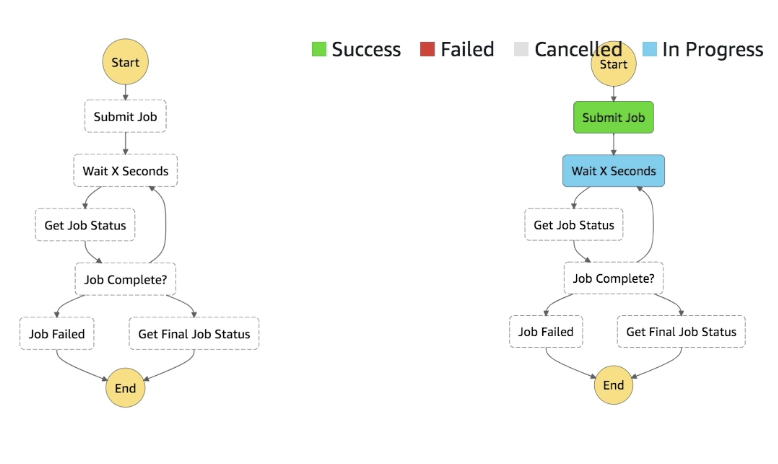 Success Failed Cancelled In Progress
Start
Submit Job
Wait X Seconds
Get Job Status
Job Complete?
Job Failed
Get Final Job Status
End
Start
Submit Job
Wait X Seconds
Get Job Status
Job Complete?
Job Failed
Get Final Job Status
End